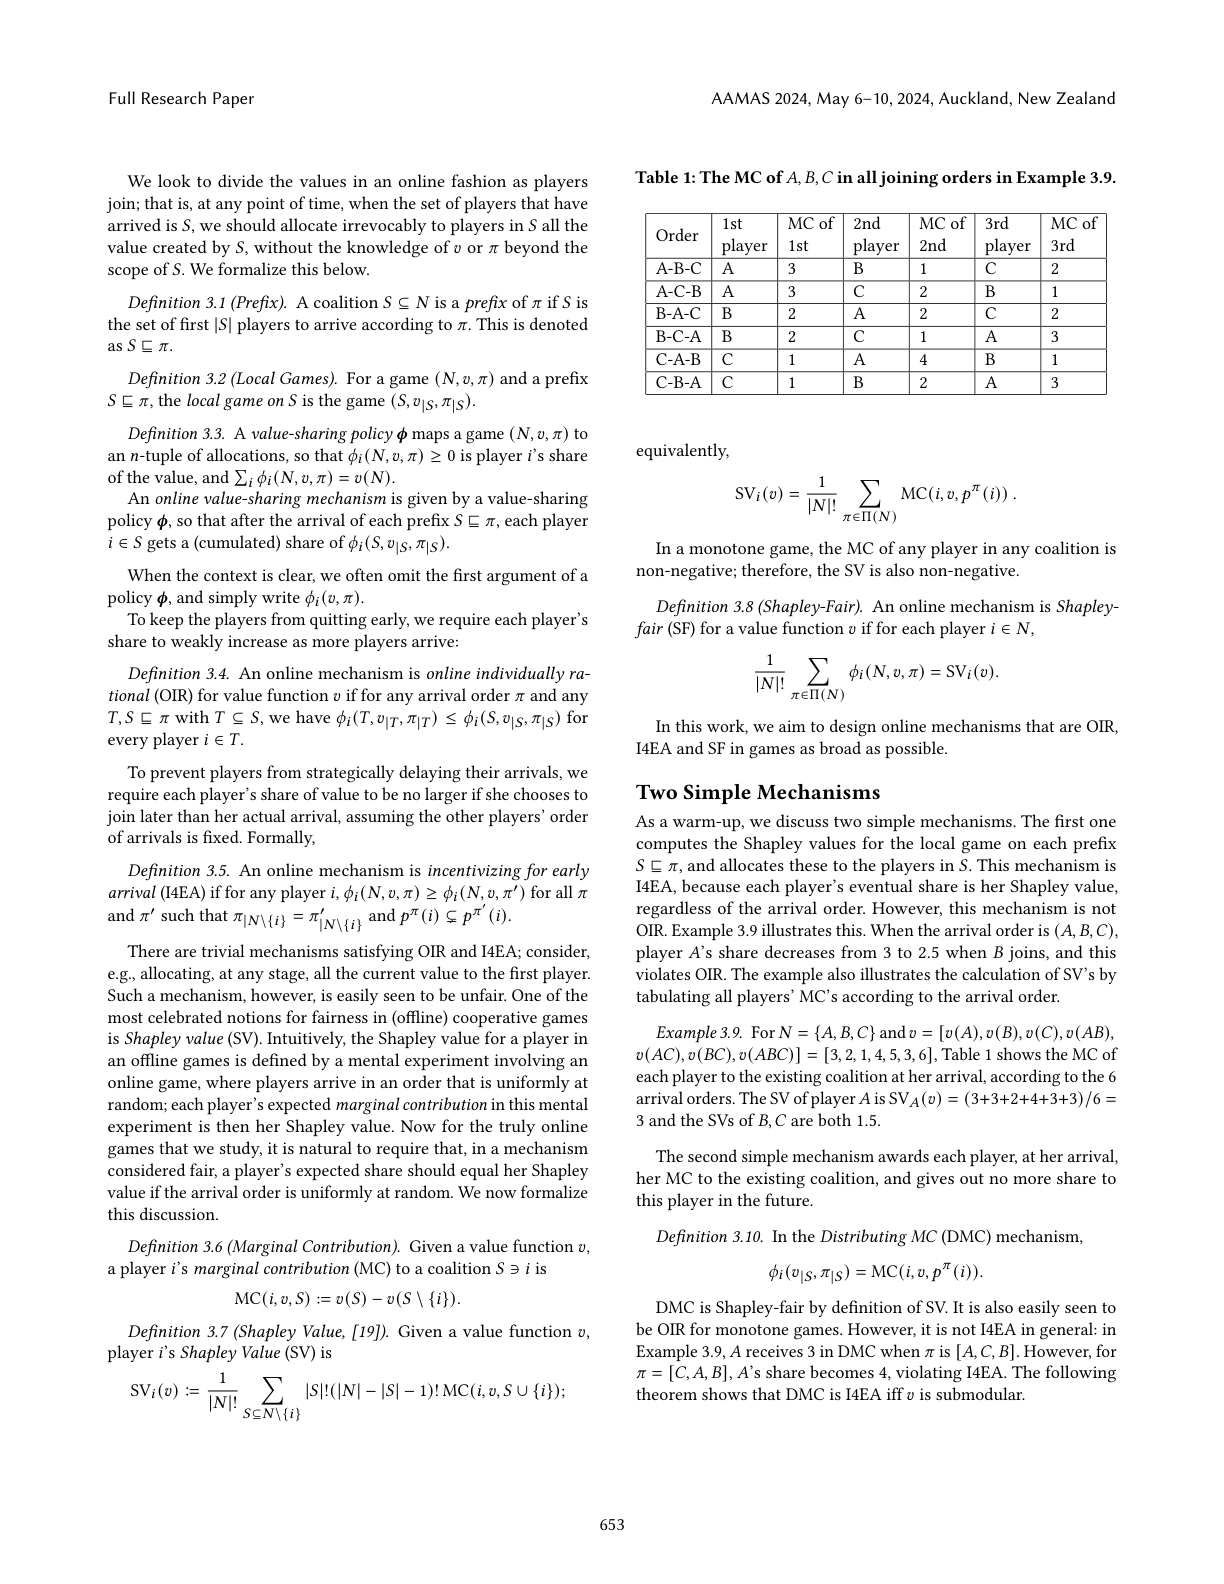 Full Research Paper
AAMAS 2024, May 6–10, 2024, Auckland, New Zealand
We look to divide the values in an online fashion as players
join; that is, at any point of time, when the set of players that have
arrived is S, we should allocate irrevocably to players in S all the
value created by S, without the knowledge of v or π beyond the
scope of S. We formalize this below.
Definition 3.1 (Prefix). A coalition S ⊆ N is a prefix of π if S is
the set of first |S| players to arrive according to π. This is denoted
as S ⊑ π.
Definition 3.2 (Local Games). For a game (N, v, π) and a prefix
S ⊑ π, the local game on S is the game (S, v|S, π|S).
Definition 3.3. A value-sharing policy ϕ maps a game (N, v, π) to
an n-tuple of allocations, so that ϕi(N, v, π) ≥ 0 is player i's share
of the value, and ∑i ϕi(N, v, π) = v(N).
An online value-sharing mechanism is given by a value-sharing
policy ϕ, so that after the arrival of each prefix S ⊑ π, each player
i ∈ S gets a (cumulated) share of ϕi(S, v|S, π|S).
When the context is clear, we often omit the first argument of a
policy ϕ, and simply write ϕi(v, π).
To keep the players from quitting early, we require each player's
share to weakly increase as more players arrive:
Definition 3.4. An online mechanism is online individually ra-
tional (OIR) for value function v if for any arrival order π and any
T, S ⊑ π with T ⊆ S, we have ϕi(T, v|T, π|T) ≤ ϕi(S, v|S, π|S) for
every player i ∈ T.
To prevent players from strategically delaying their arrivals, we
require each player's share of value to be no larger if she chooses to
join later than her actual arrival, assuming the other players' order
of arrivals is fixed. Formally,
Definition 3.5. An online mechanism is incentivizing for early
arrival (I4EA) if for any player i, ϕi(N, v, π) ≥ ϕi(N, v, π′) for all π
and π′ such that π|N\{i} = π′|N\{i} and pπ(i) ⊊ pπ′(i).
There are trivial mechanisms satisfying OIR and I4EA; consider,
e.g., allocating, at any stage, all the current value to the first player.
Such a mechanism, however, is easily seen to be unfair. One of the
most celebrated notions for fairness in (offline) cooperative games
is Shapley value (SV). Intuitively, the Shapley value for a player in
an offline games is defined by a mental experiment involving an
online game, where players arrive in an order that is uniformly at
random; each player's expected marginal contribution in this mental
experiment is then her Shapley value. Now for the truly online
games that we study, it is natural to require that, in a mechanism
considered fair, a player's expected share should equal her Shapley
value if the arrival order is uniformly at random. We now formalize
this discussion.
Definition 3.6 (Marginal Contribution). Given a value function v,
a player i's marginal contribution (MC) to a coalition S ∋ i is
MC(i, v, S) := v(S) − v(S \ {i}).
Definition 3.7 (Shapley Value, [19]). Given a value function v,
player i's Shapley Value (SV) is
SVi(v) := 1/|N|! ∑S⊆N\{i} |S|!(|N| − |S| − 1)! MC(i, v, S ∪ {i});
Table 1: The MC of A, B, C in all joining orders in Example 3.9.
Order 1st player MC of 1st 2nd player MC of 2nd 3rd player MC of 3rd
A-B-C A 3 B 1 C 2
A-C-B A 3 C 2 B 1
B-A-C B 2 A 2 C 2
B-C-A B 2 C 1 A 3
C-A-B C 1 A 4 B 1
C-B-A C 1 B 2 A 3
equivalently,
SVi(v) = 1/|N|! ∑π∈Π(N) MC(i, v, pπ(i)) .
In a monotone game, the MC of any player in any coalition is
non-negative; therefore, the SV is also non-negative.
Definition 3.8 (Shapley-Fair). An online mechanism is Shapley-
fair (SF) for a value function v if for each player i ∈ N,
1/|N|! ∑π∈Π(N) ϕi(N, v, π) = SVi(v).
In this work, we aim to design online mechanisms that are OIR,
I4EA and SF in games as broad as possible.
Two Simple Mechanisms
As a warm-up, we discuss two simple mechanisms. The first one
computes the Shapley values for the local game on each prefix
S ⊑ π, and allocates these to the players in S. This mechanism is
I4EA, because each player's eventual share is her Shapley value,
regardless of the arrival order. However, this mechanism is not
OIR. Example 3.9 illustrates this. When the arrival order is (A, B, C),
player A's share decreases from 3 to 2.5 when B joins, and this
violates OIR. The example also illustrates the calculation of SV's by
tabulating all players' MC's according to the arrival order.
Example 3.9. For N = {A, B, C} and v = [v(A), v(B), v(C), v(AB),
v(AC), v(BC), v(ABC)] = [3, 2, 1, 4, 5, 3, 6], Table 1 shows the MC of
each player to the existing coalition at her arrival, according to the 6
arrival orders. The SV of player A is SVA(v) = (3+3+2+4+3+3)/6 =
3 and the SVs of B, C are both 1.5.
The second simple mechanism awards each player, at her arrival,
her MC to the existing coalition, and gives out no more share to
this player in the future.
Definition 3.10. In the Distributing MC (DMC) mechanism,
ϕi(v|S, π|S) = MC(i, v, pπ(i)).
DMC is Shapley-fair by definition of SV. It is also easily seen to
be OIR for monotone games. However, it is not I4EA in general: in
Example 3.9, A receives 3 in DMC when π is [A, C, B]. However, for
π = [C, A, B], A's share becomes 4, violating I4EA. The following
theorem shows that DMC is I4EA iff v is submodular.
653